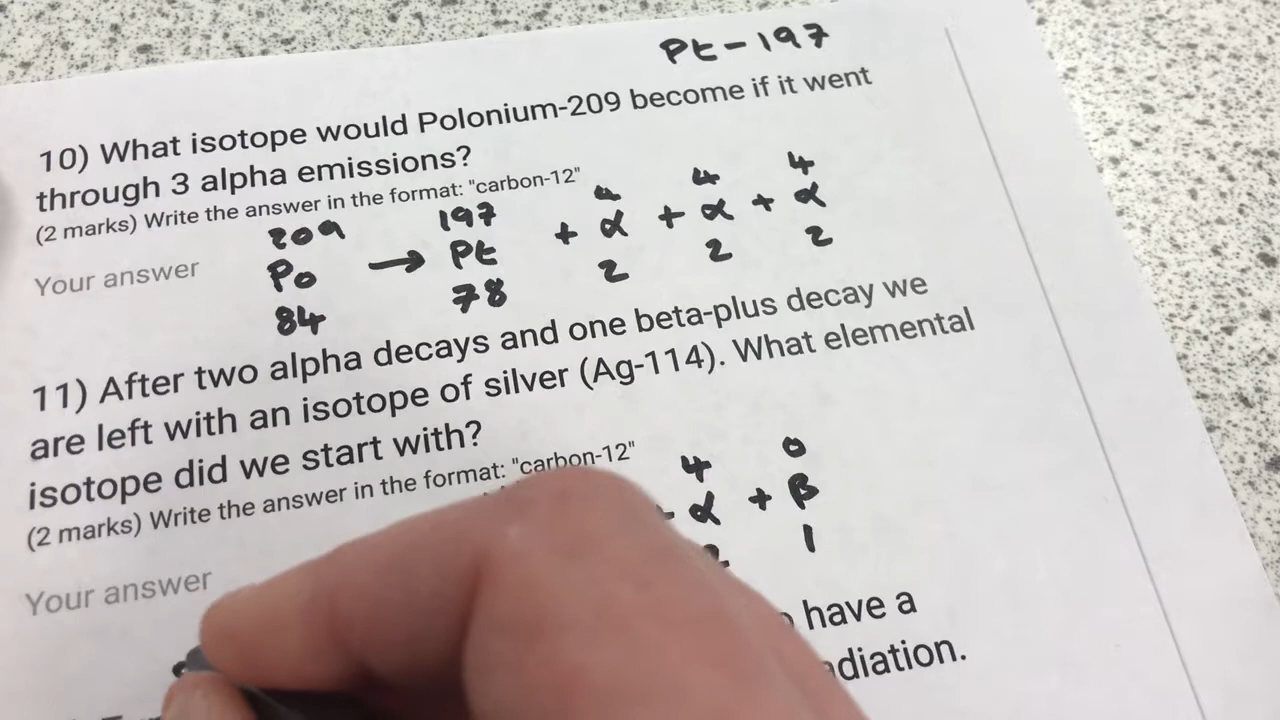 Pt-197
10) What isotope would Polonium-209 become if it went
through 3 alpha emissions?
(2 marks) Write the answer in the format: "carbon-12"
209 197 4 4 4
Your answer Po → Pt + α + α + α
84 78 2 2 2
11) After two alpha decays and one beta-plus decay we
are left with an isotope of silver (Ag-114). What elemental
isotope did we start with?
(2 marks) Write the answer in the format: "carbon-12"
4 0
α + β
1
Your answer
have a